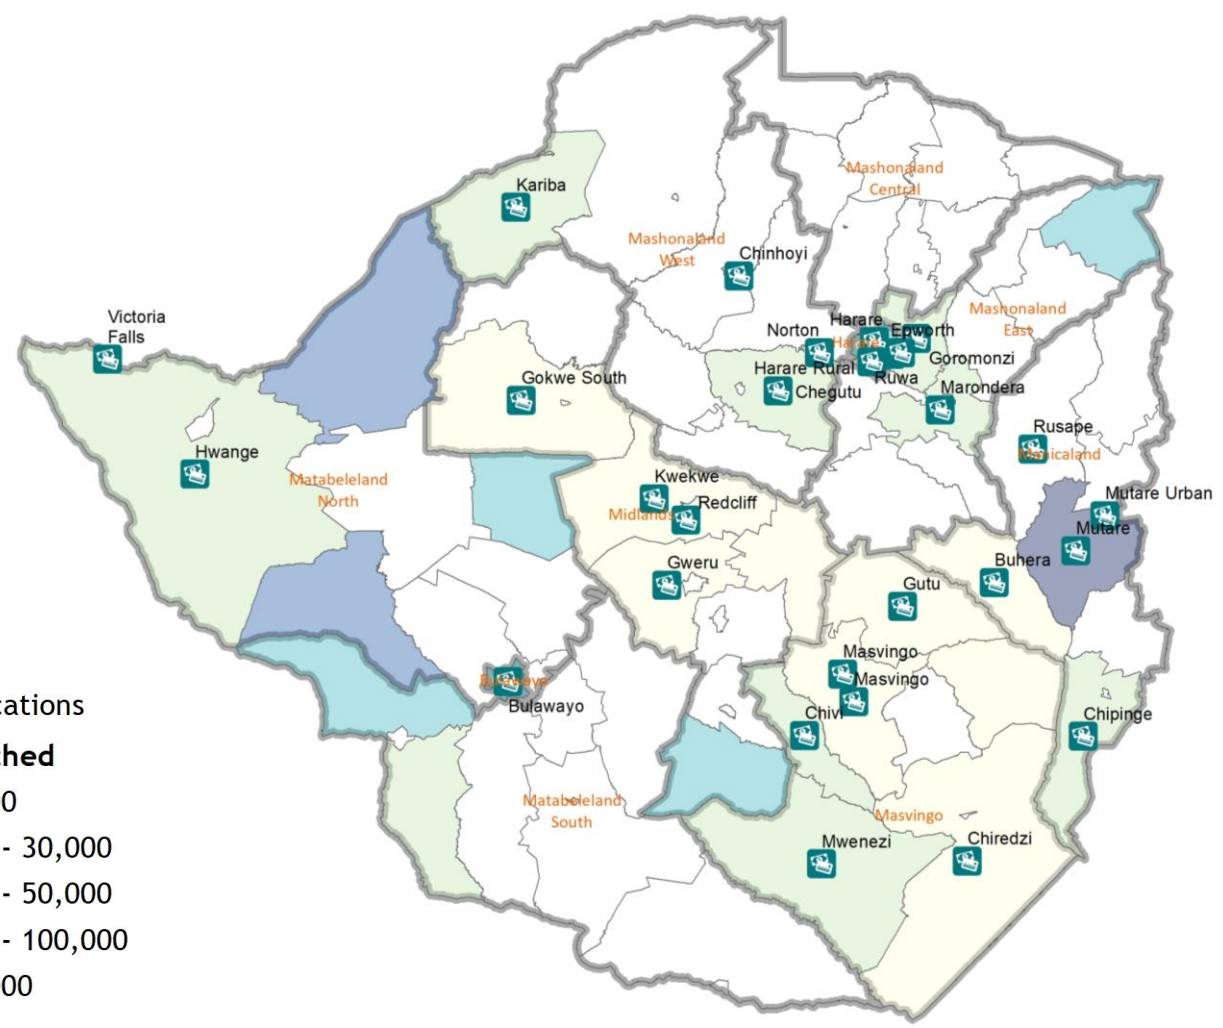 Kariba
Mashonaland
Central
Mashonaland
West
Chinhoyi
Victoria
Falls
Mashonaland
East
Harare
Norton
Epworth
Harare
Goromonzi
Harare Rural
Ruwa
Gokwe South
Chegutu
Marondera
Rusape
Manicaland
Hwange
Matabeleland
North
Kwekwe
Redcliff
Midlands
Mutare Urban
Mutare
Gweru
Buhera
Gutu
Masvingo
Masvingo
Bulawayo
Bulawayo
Chivi
Chipinge
Matabeleland
South
Masvingo
Mwenezi
Chiredzi
cations
hed
0
- 30,000
- 50,000
- 100,000
00